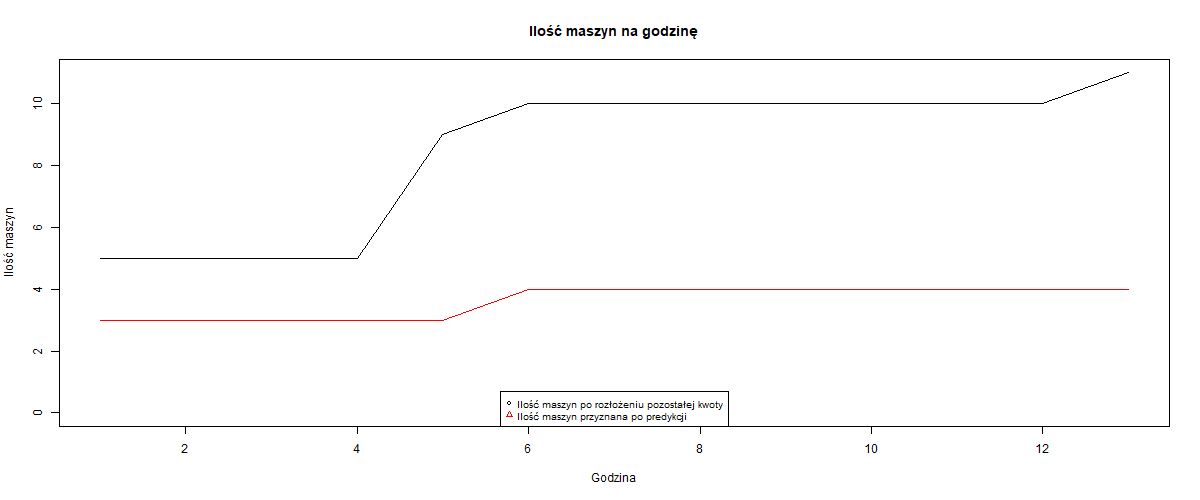 Ilość maszyn na godzinę
Ilość maszyn
10
8
6
4
2
0
Ilość maszyn po rozłożeniu pozostałej kwoty
Ilość maszyn przyznana po predykcji
2 4 6 8 10 12
Godzina